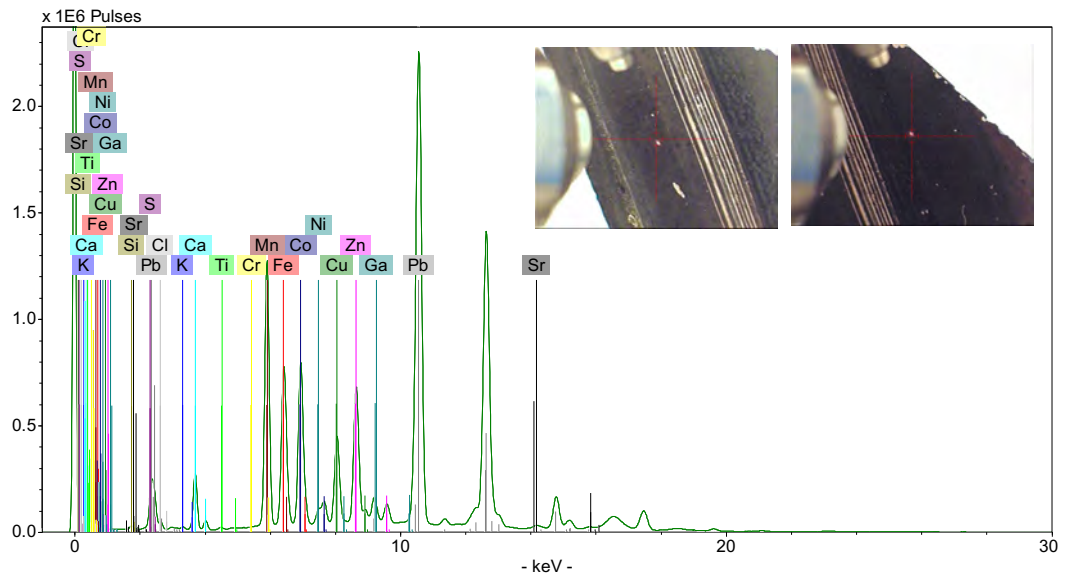 x 1E6 Pulses
Cr
S
Mn
Ni
Co
Sr Ga
Ti
Si Zn
Cu S
Fe Sr Ni
Ca Si Cl Ca Mn Co Zn
K Pb K Ti Cr Fe Cu Ga Pb Sr
2.0
1.5
1.0
0.5
0.0
0 10 20 30
- keV -